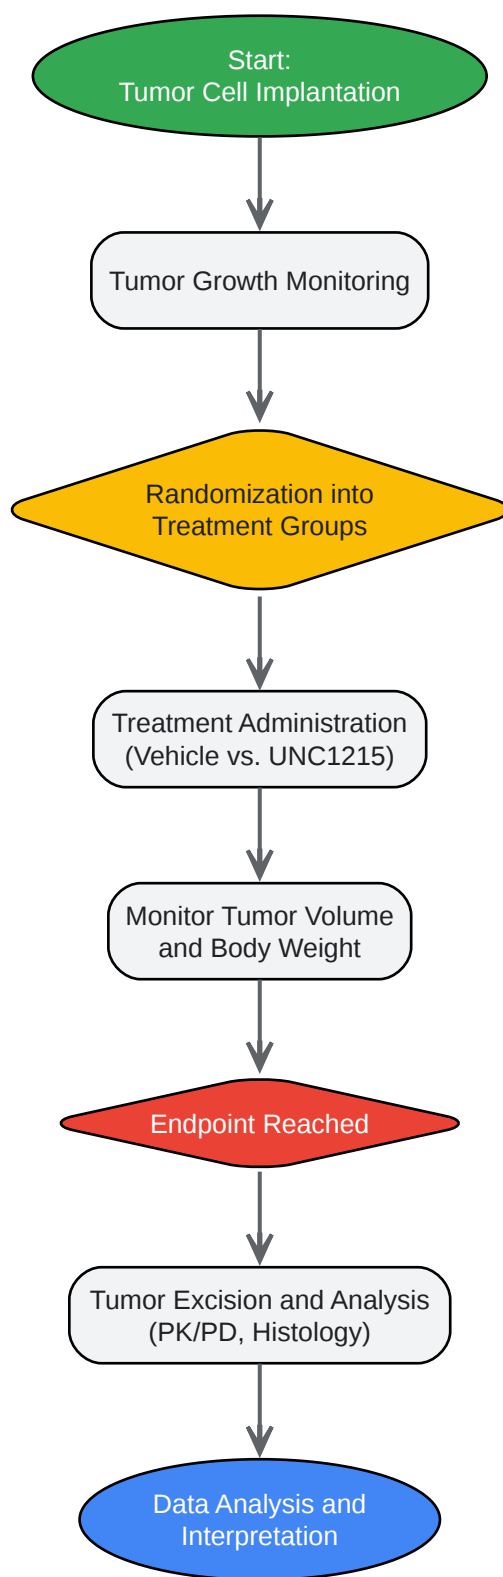 Start:
Tumor Cell Implantation
Tumor Growth Monitoring
Randomization into
Treatment Groups
Treatment Administration
(Vehicle vs. UNC1215)
Monitor Tumor Volume
and Body Weight
Endpoint Reached
Tumor Excision and Analysis
(PK/PD, Histology)
Data Analysis and
Interpretation